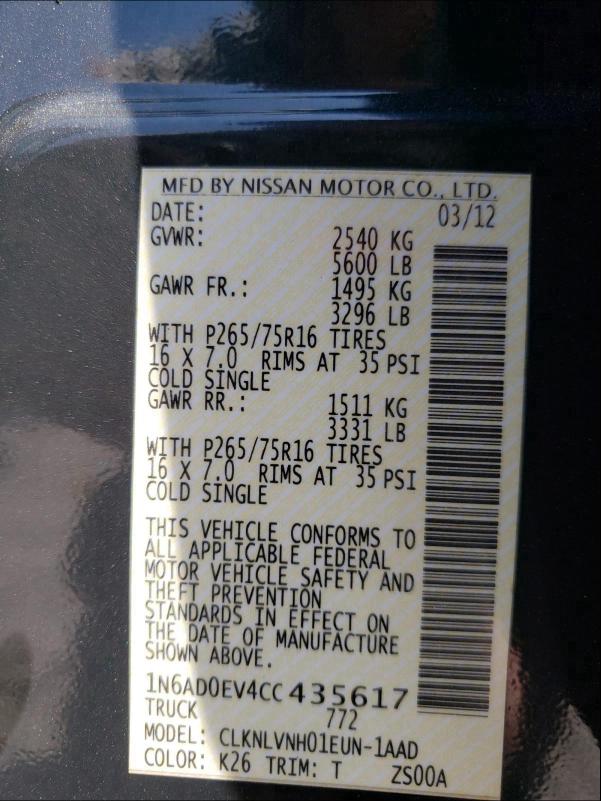 MFD BY NISSAN MOTOR CO., LTD.
DATE: 03/12
GVWR: 2540 KG
5600 LB
GAWR FR.: 1495 KG
3296 LB
WITH P265/75R16 TIRES
16 X 7.0 RIMS AT 35 PSI
COLD SINGLE
GAWR RR.: 1511 KG
3331 LB
WITH P265/75R16 TIRES
16 X 7.0 RIMS AT 35 PSI
COLD SINGLE
THIS VEHICLE CONFORMS TO
ALL APPLICABLE FEDERAL
MOTOR VEHICLE SAFETY AND
THEFT PREVENTION
STANDARDS IN EFFECT ON
THE DATE OF MANUFACTURE
SHOWN ABOVE.
1N6AD0EV4CC435617
TRUCK 772
MODEL: CLKNLVNH01EUN-1AAD
COLOR: K26 TRIM: T ZS00A